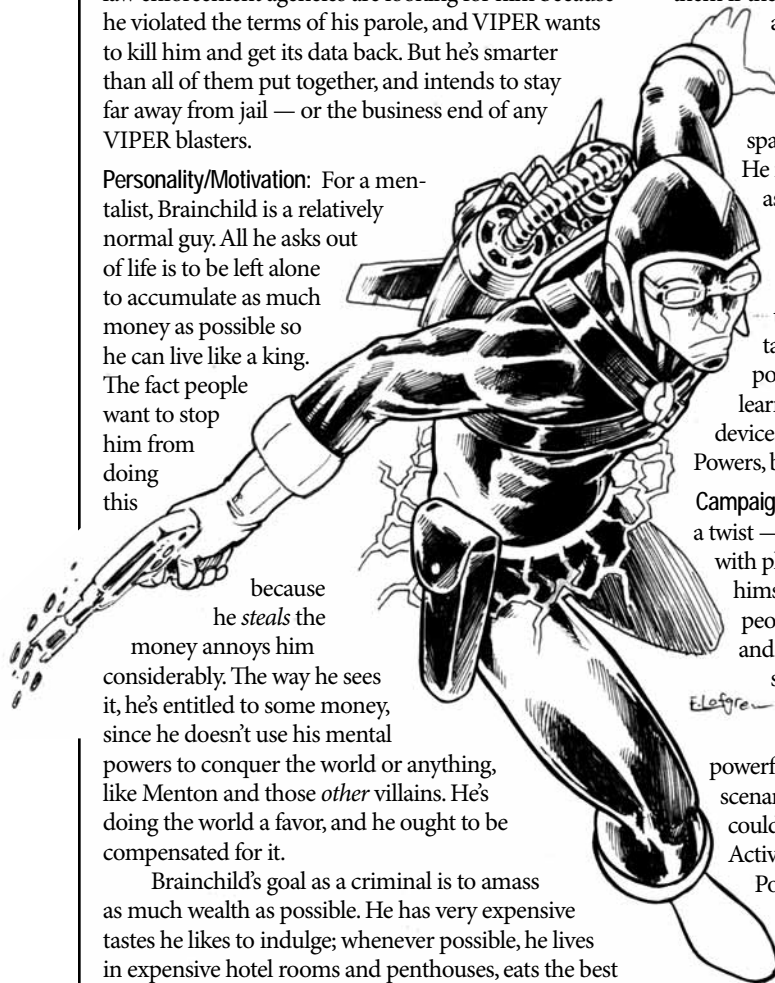 he violated the terms of his parole, and VIPER wants
to kill him and get its data back. But he's smarter
than all of them put together, and intends to stay
far away from jail — or the business end of any
VIPER blasters.
Personality/Motivation: For a men-
talist, Brainchild is a relatively
normal guy. All he asks out
of life is to be left alone
to accumulate as much
money as possible so
he can live like a king.
The fact people
want to stop
him from
doing
this
because
he steals the
money annoys him
considerably. The way he sees
it, he's entitled to some money,
since he doesn't use his mental
powers to conquer the world or anything,
like Menton and those other villains. He's
doing the world a favor, and he ought to be
compensated for it.
Brainchild's goal as a criminal is to amass
as much wealth as possible. He has very expensive
tastes he likes to indulge; whenever possible, he lives
in expensive hotel rooms and penthouses, eats the best
a
spa
He
as
ta
po
lear
device
Powers, b
Campaig
a twist —
with pl
hims
peo
and
s
E. Lofgren
powerf
scenar
could
Activ
Po